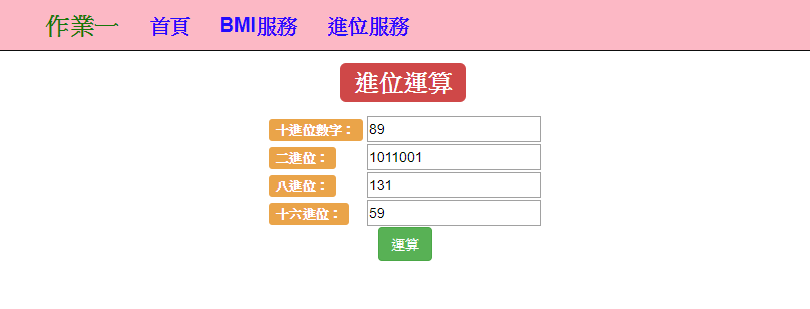 作業一 首頁 BMI服務 進位服務
進位運算
十進位數字： 89
二進位： 1011001
八進位： 131
十六進位： 59
運算